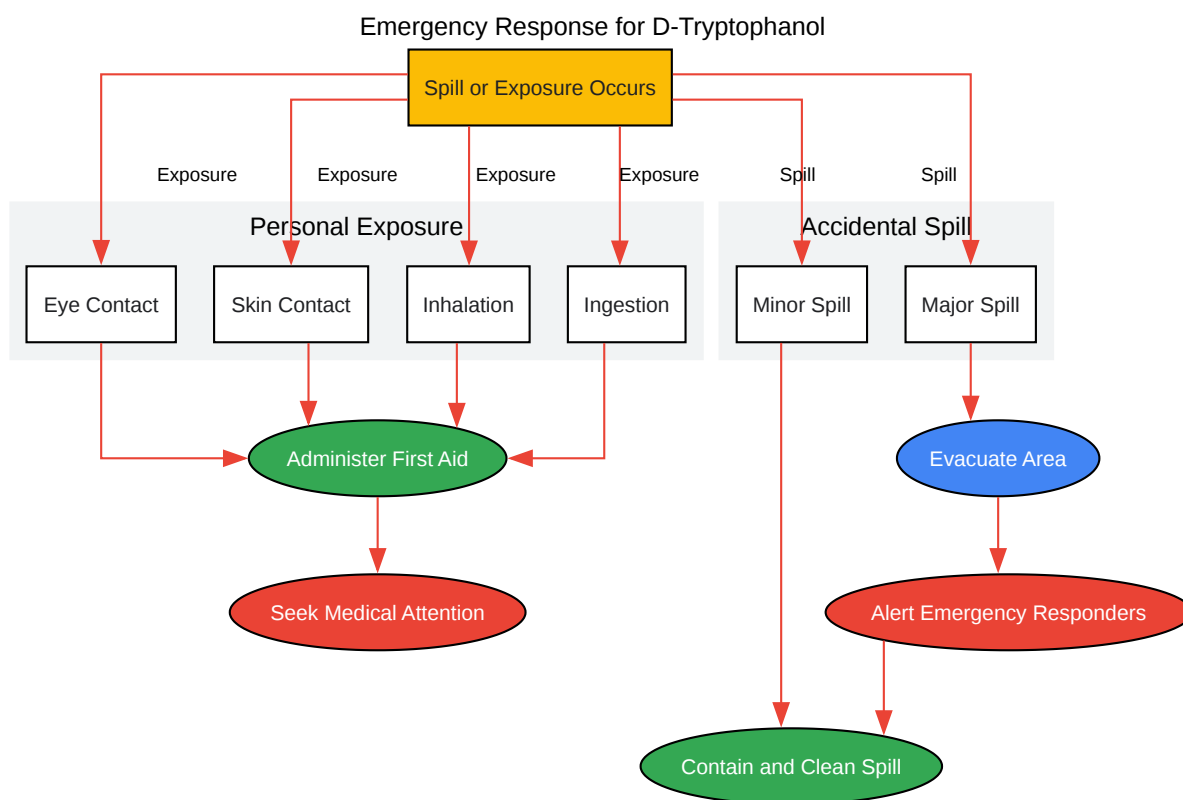 Emergency Response for D-Tryptophanol
Spill or Exposure Occurs
Exposure
Exposure
Exposure
Exposure
Spill
Spill
Personal Exposure
Accidental Spill
Eye Contact
Skin Contact
Inhalation
Ingestion
Minor Spill
Major Spill
Administer First Aid
Evacuate Area
Seek Medical Attention
Alert Emergency Responders
Contain and Clean Spill